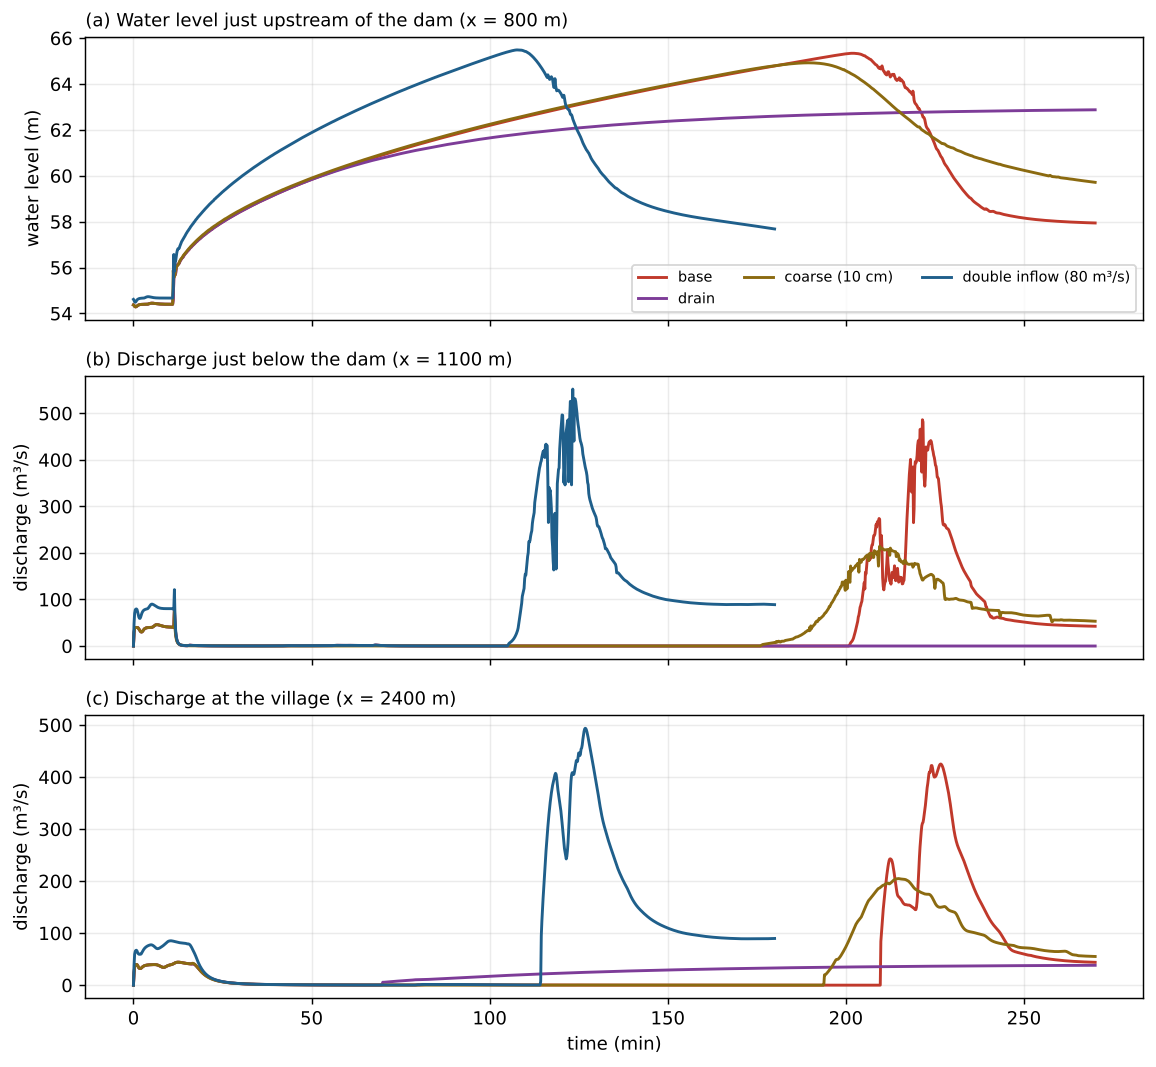 (a) Water level just upstream of the dam (x = 800 m)
66
64
62
60
58
56
54
water level (m)
base
drain
coarse (10 cm)
double inflow (80 m³/s)
(b) Discharge just below the dam (x = 1100 m)
500
400
300
200
100
0
discharge (m³/s)
(c) Discharge at the village (x = 2400 m)
500
400
300
200
100
0
discharge (m³/s)
0 50 100 150 200 250
time (min)